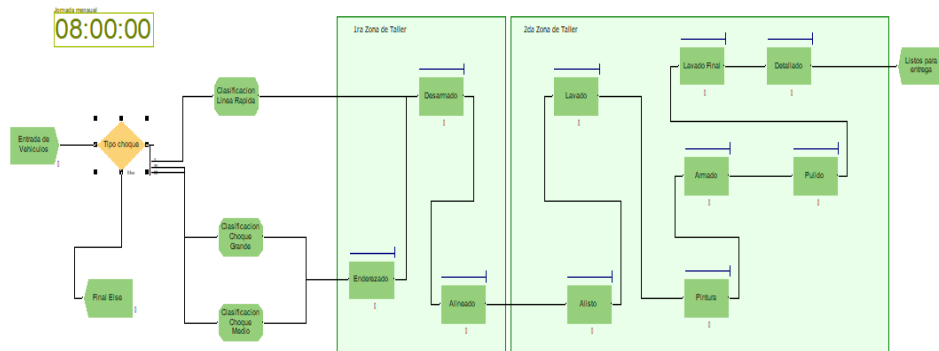 Jornada mensual
08:00:00
1ra Zona de Taller
2da Zona de Taller
Entrada de
Vehiculos
Tipo choque
Else
Final Else
Clasificacion
Linea Rapida
Clasificacion
Choque
Grande
Clasificacion
Choque
Medio
Enderezado
Desarmado
Alineado
Alisto
Lavado
Pintura
Armado
Pulido
Lavado Final
Detallado
Listos para
entrega